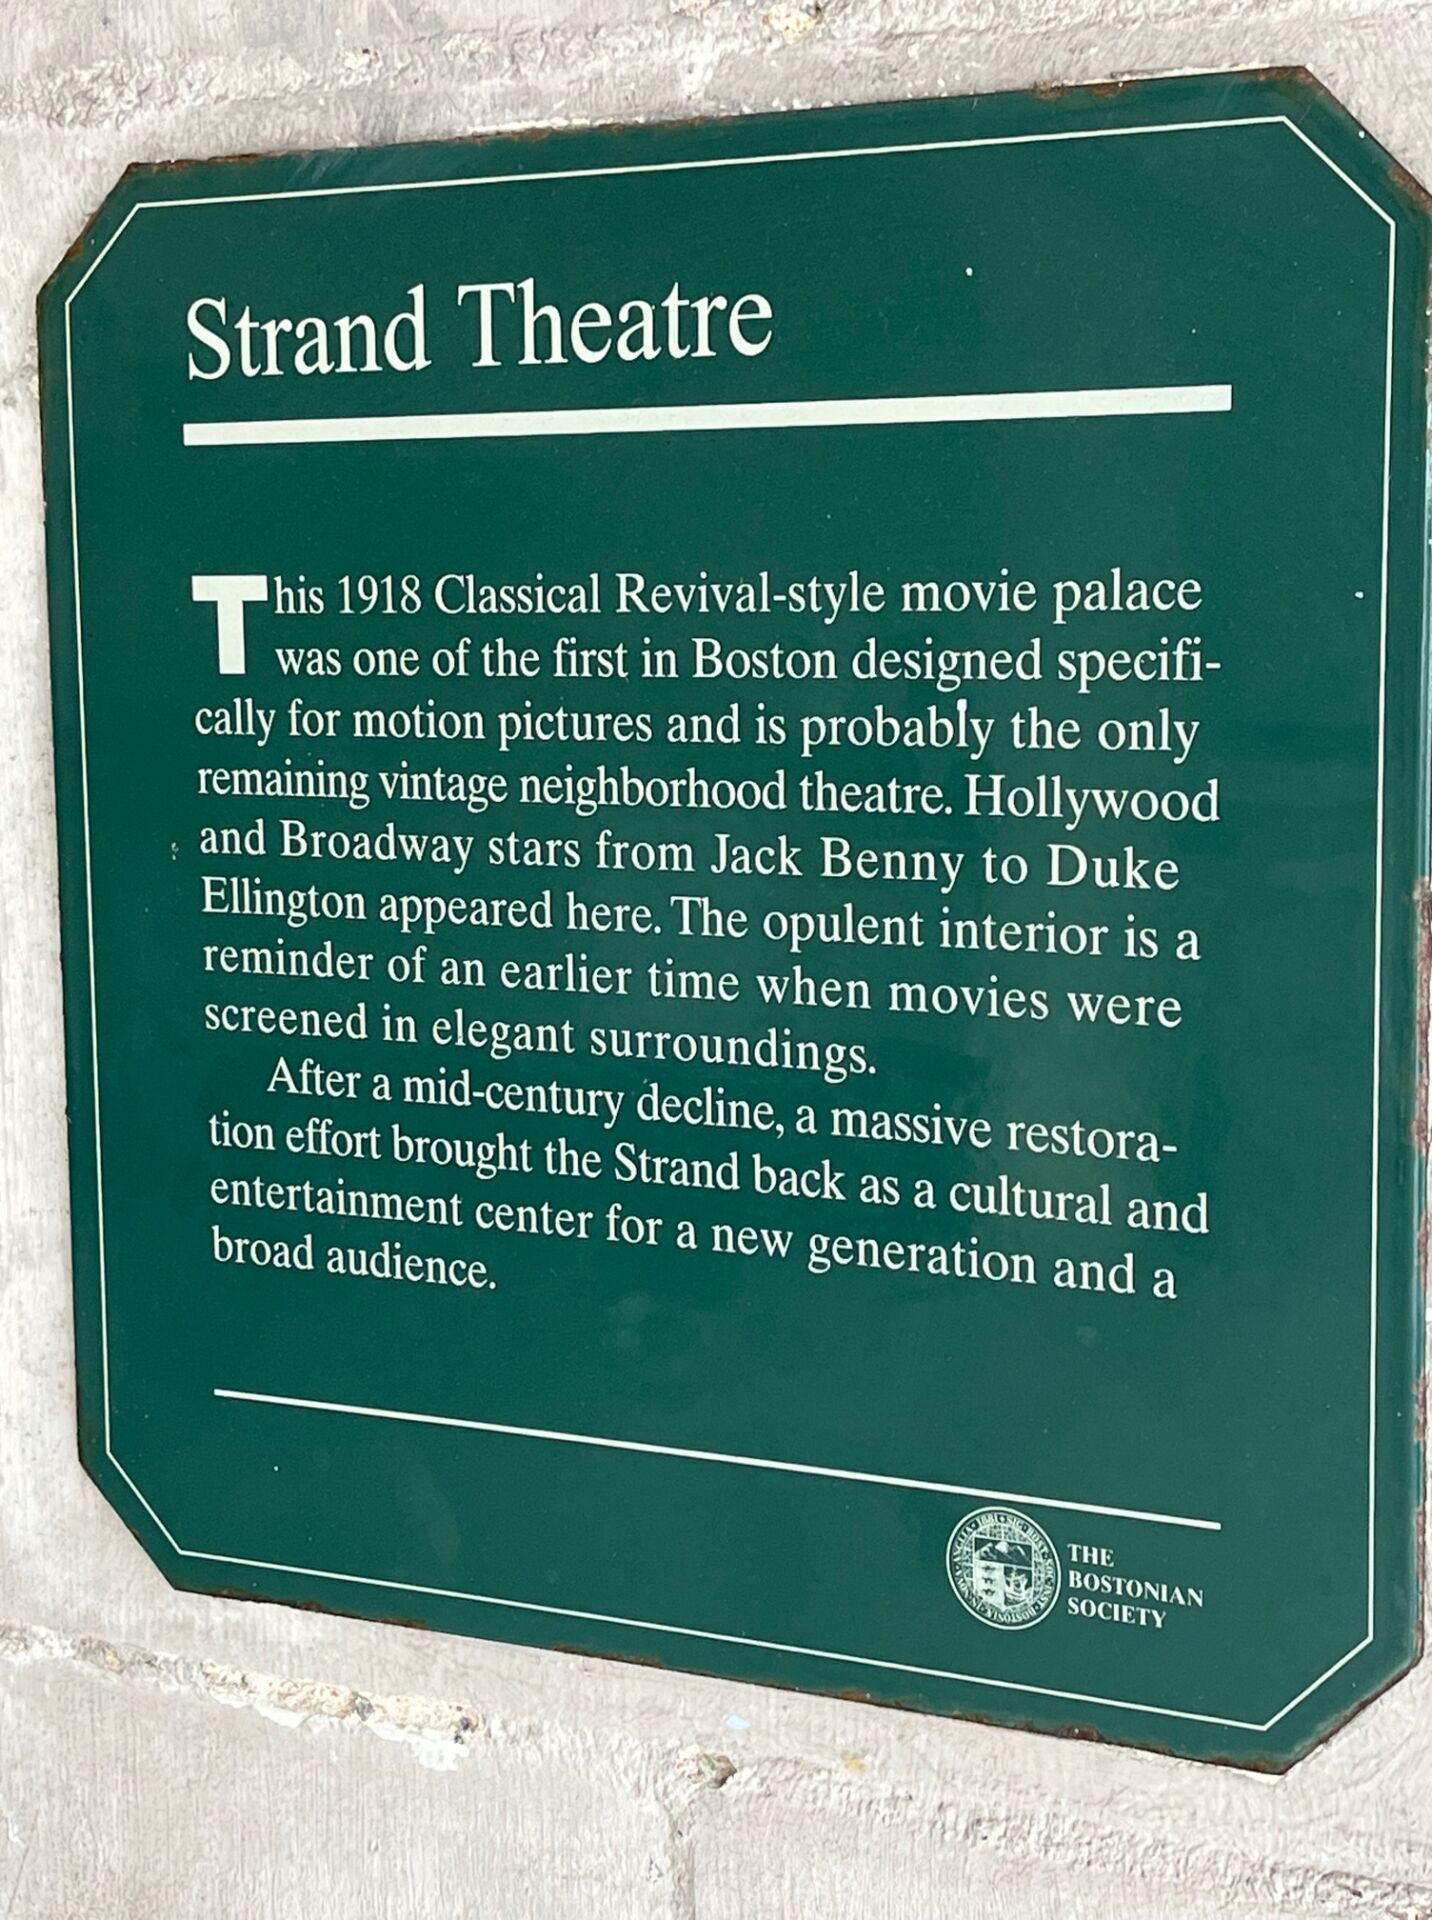 Strand Theatre
This 1918 Classical Revival-style movie palace
was one of the first in Boston designed specifi-
cally for motion pictures and is probably the only
remaining vintage neighborhood theatre. Hollywood
and Broadway stars from Jack Benny to Duke
Ellington appeared here. The opulent interior is a
reminder of an earlier time when movies were
screened in elegant surroundings.
After a mid-century decline, a massive restora-
tion effort brought the Strand back as a cultural and
entertainment center for a new generation and a
broad audience.
THE
BOSTONIAN
SOCIETY